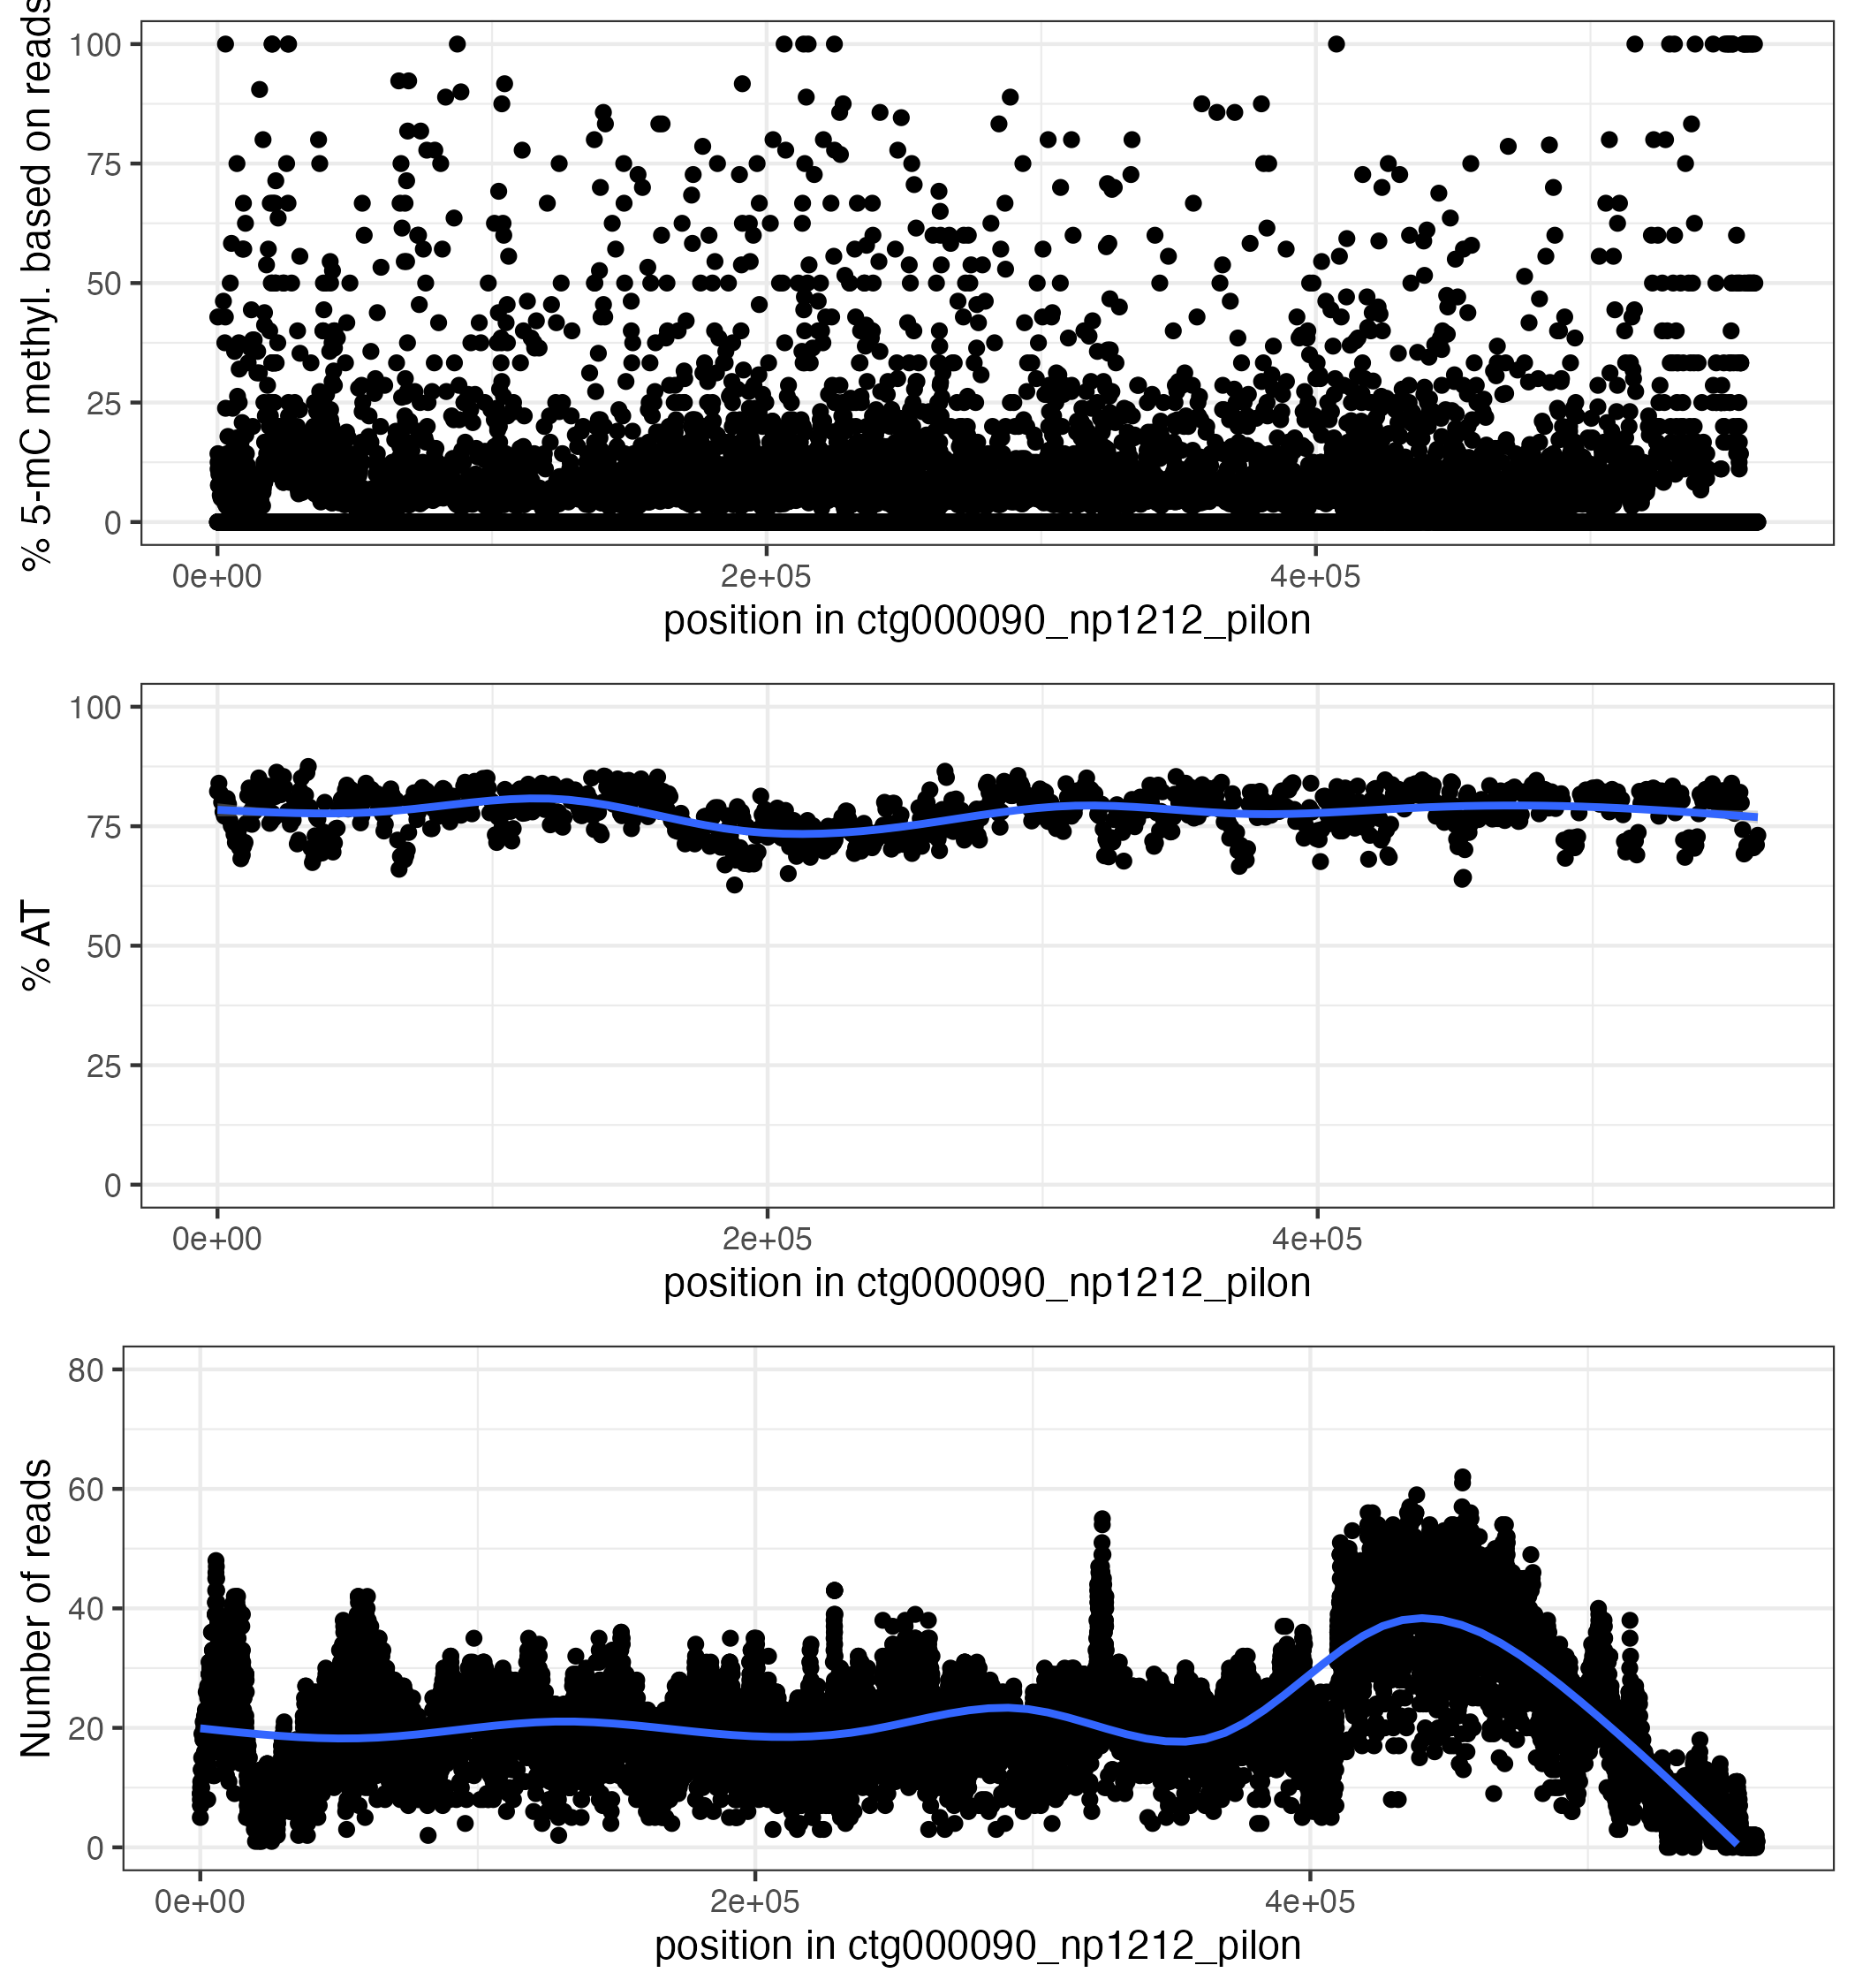 % 5-mC methyl. based on reads
100
75
50
25
0
0e+00 2e+05 4e+05
position in ctg000090_np1212_pilon
% AT
100
75
50
25
0
0e+00 2e+05 4e+05
position in ctg000090_np1212_pilon
Number of reads
80
60
40
20
0
0e+00 2e+05 4e+05
position in ctg000090_np1212_pilon